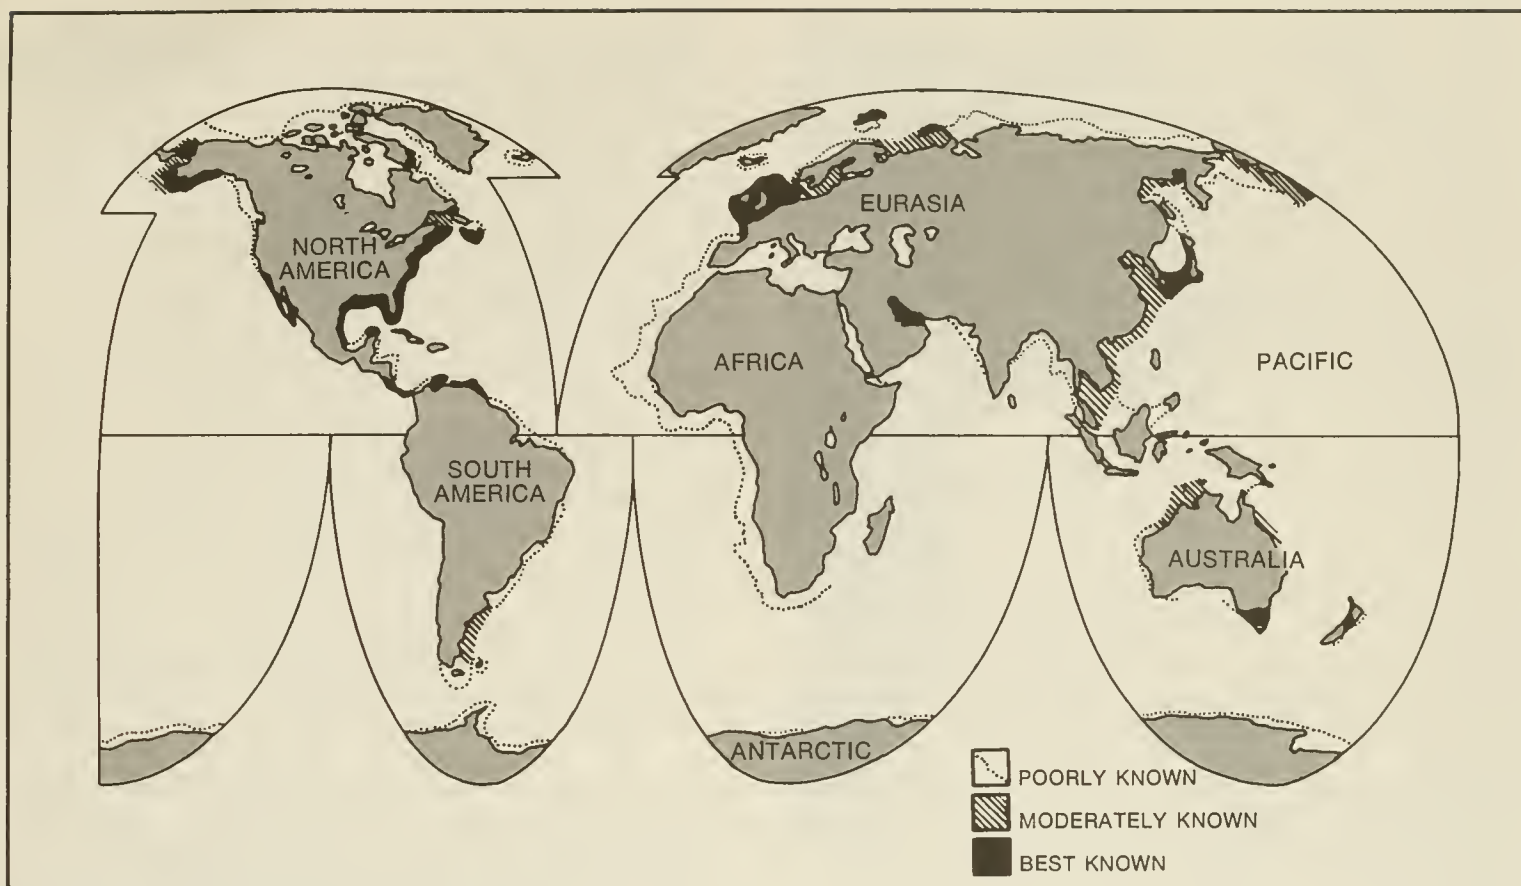 NORTH
AMERICA
EURASIA
AFRICA
PACIFIC
SOUTH
AMERICA
AUSTRALIA
ANTARCTIC
POORLY KNOWN
MODERATELY KNOWN
BEST KNOWN